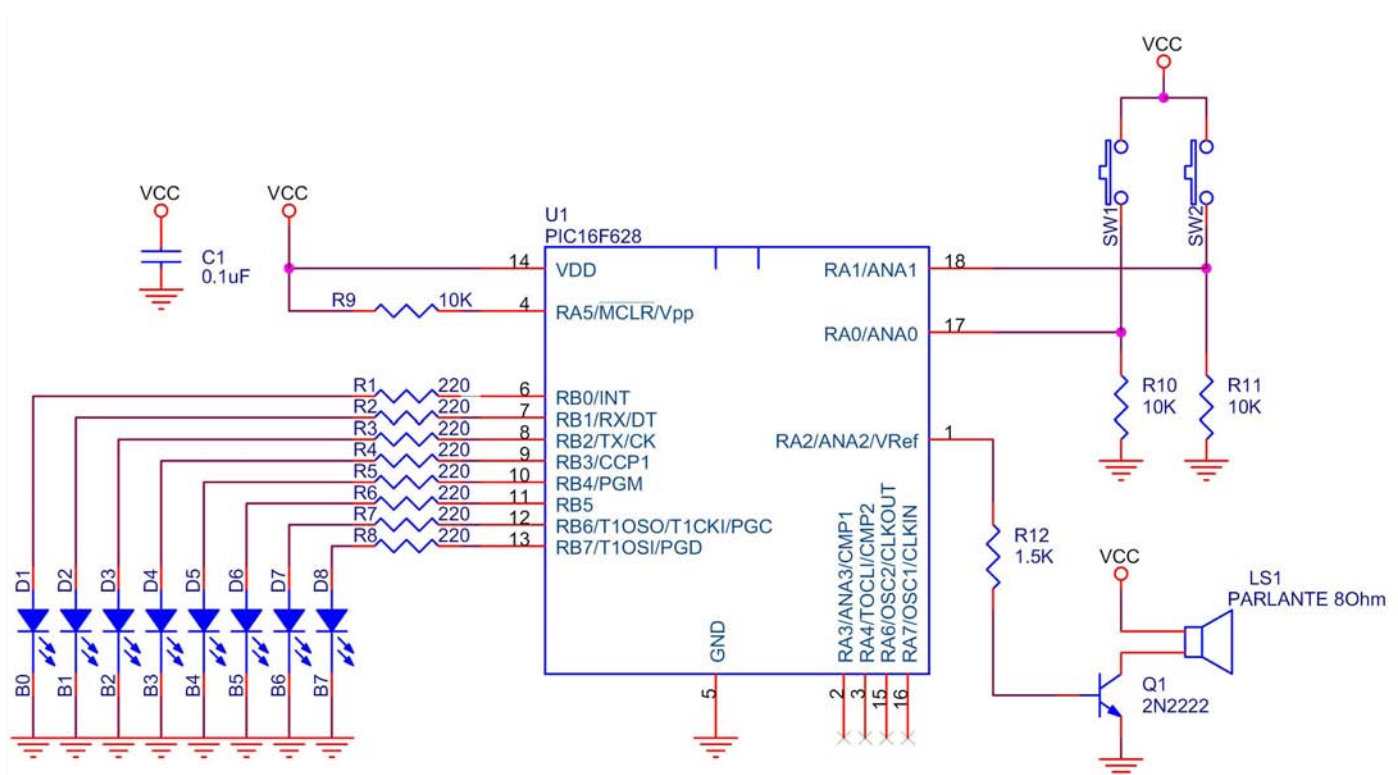 VCC
VCC
VCC
C1
0.1uF
U1
PIC16F628
SW1
SW2
14
VDD
RA1/ANA1
18
R9
10K
4
RA5/MCLR/Vpp
RA0/ANA0
17
R1
220
6
RB0/INT
R2
220
7
RB1/RX/DT
R3
220
8
RB2/TX/CK
R4
220
9
RB3/CCP1
R5
220
10
RB4/PGM
R6
220
11
RB5
R7
220
12
RB6/T1OSO/T1CKI/PGC
R8
220
13
RB7/T1OSI/PGD
R10
10K
R11
10K
RA2/ANA2/VRef
1
R12
1.5K
RA3/ANA3/CMP1
RA4/TOCLI/CMP2
RA6/OSC2/CLKOUT
RA7/OSC1/CLKIN
2
3
15
16
GND
5
D1
D2
D3
D4
D5
D6
D7
D8
B0
B1
B2
B3
B4
B5
B6
B7
VCC
LS1
PARLANTE 8Ohm
Q1
2N2222